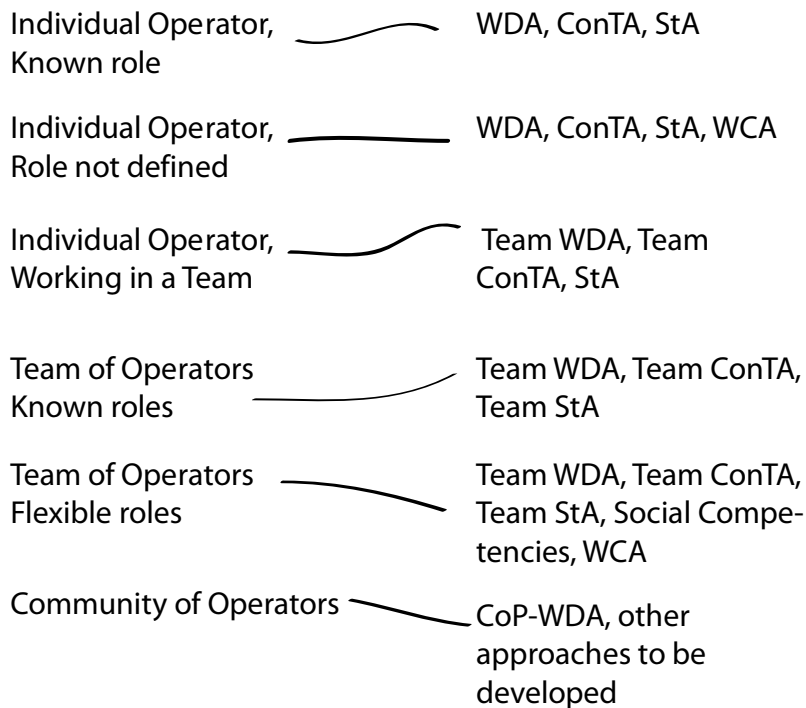 Individual Operator,
Known role
WDA, ConTA, StA
Individual Operator,
Role not defined
WDA, ConTA, StA, WCA
Individual Operator,
Working in a Team
Team WDA, Team
ConTA, StA
Team of Operators
Known roles
Team WDA, Team ConTA,
Team StA
Team of Operators
Flexible roles
Team WDA, Team ConTA,
Team StA, Social Compe-
tencies, WCA
Community of Operators
CoP-WDA, other
approaches to be
developed